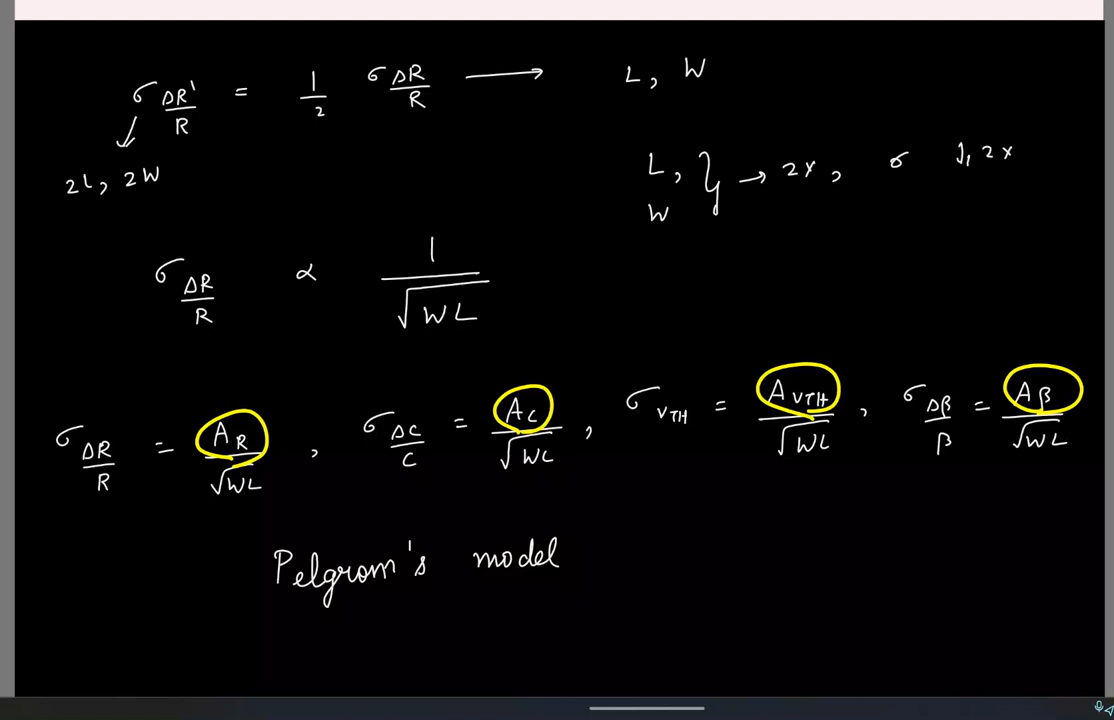 σ ΔR'/R = 1/2 σ ΔR/R → L, W
2L, 2W
L, W } → 2X, σ ↓, 2X
σ ΔR/R ∝ 1/√WL
σ ΔR/R = A_R/√WL , σ ΔC/C = A_C/√WL , σ VTH = A_VTH/√WL , σ Δβ/β = A_β/√WL
Pelgrom's model